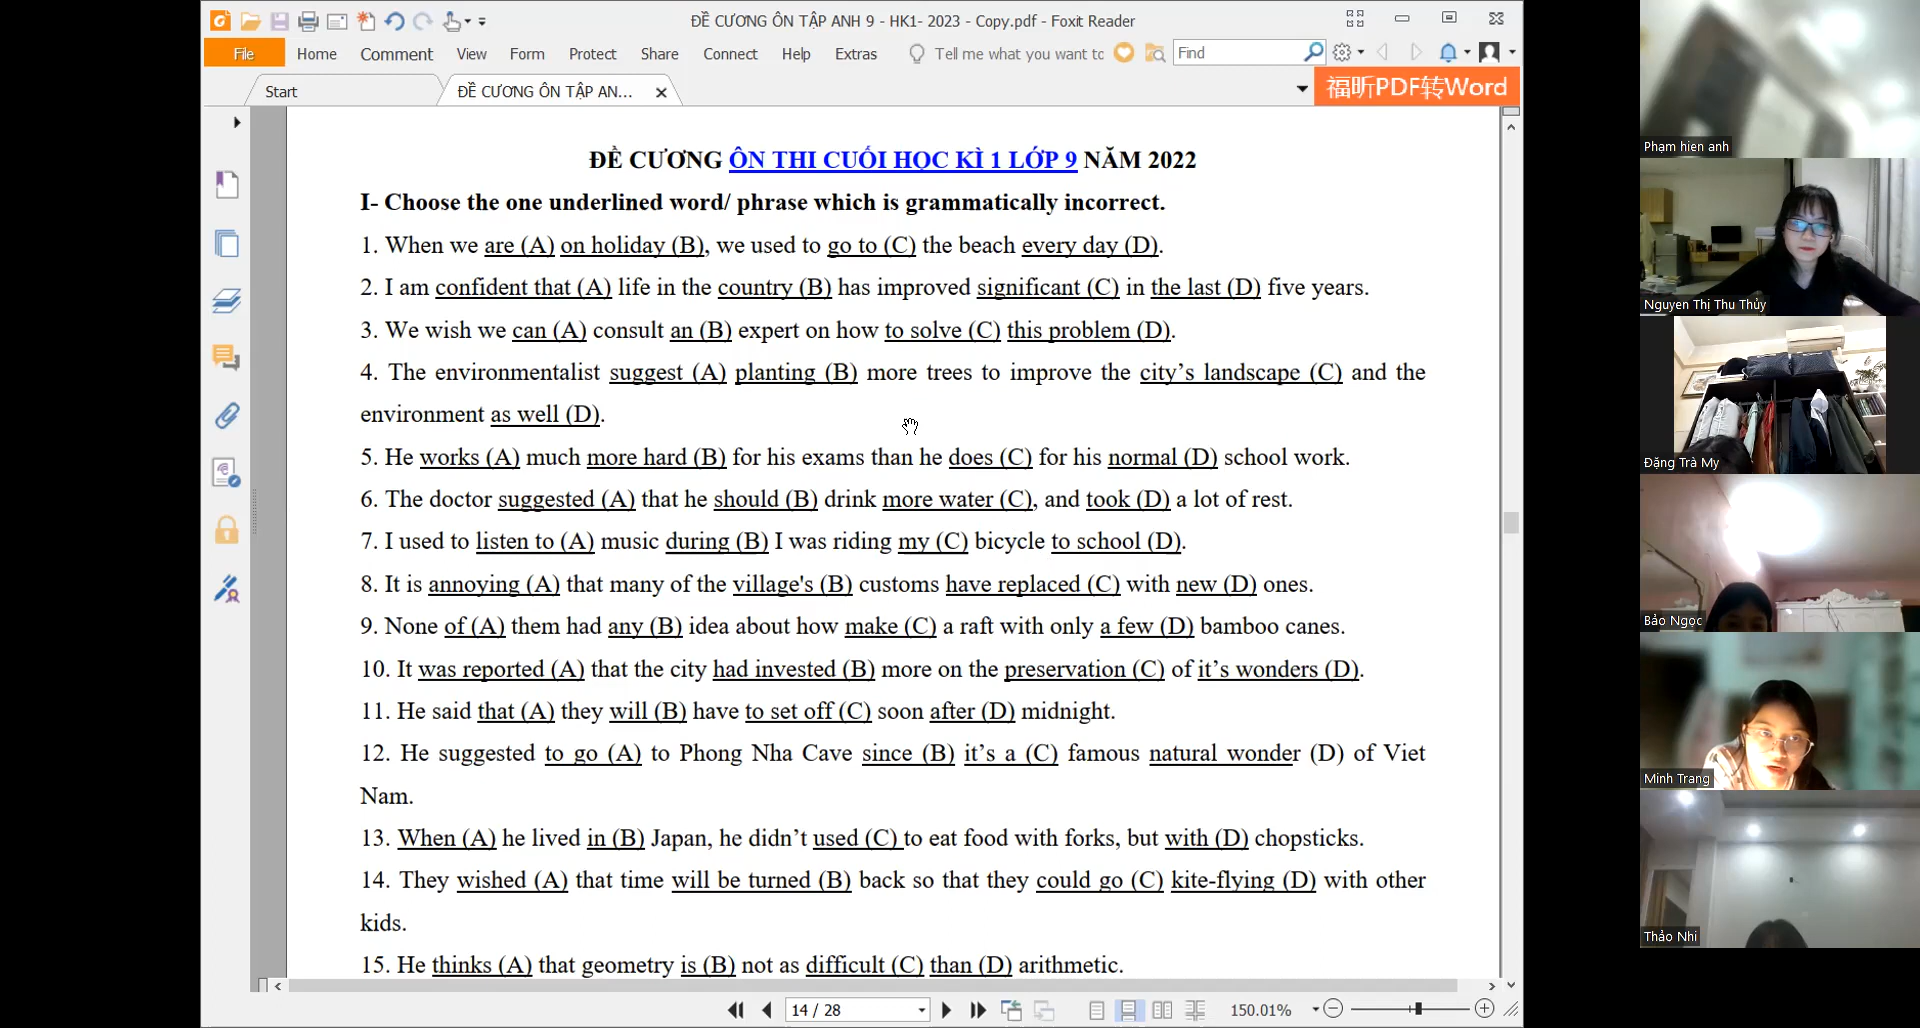 ĐỀ CƯƠNG ÔN TẬP ANH 9 - HK1- 2023 - Copy.pdf - Foxit Reader
File Home Comment View Form Protect Share Connect Help Extras Tell me what you want to Find
Start ĐỀ CƯƠNG ÔN TẬP AN... 福昕PDF转Word
ĐỀ CƯƠNG ÔN THI CUỐI HỌC KÌ 1 LỚP 9 NĂM 2022
I- Choose the one underlined word/ phrase which is grammatically incorrect.
1. When we are (A) on holiday (B), we used to go to (C) the beach every day (D).
2. I am confident that (A) life in the country (B) has improved significant (C) in the last (D) five years.
3. We wish we can (A) consult an (B) expert on how to solve (C) this problem (D).
4. The environmentalist suggest (A) planting (B) more trees to improve the city’s landscape (C) and the
environment as well (D).
5. He works (A) much more hard (B) for his exams than he does (C) for his normal (D) school work.
6. The doctor suggested (A) that he should (B) drink more water (C), and took (D) a lot of rest.
7. I used to listen to (A) music during (B) I was riding my (C) bicycle to school (D).
8. It is annoying (A) that many of the village's (B) customs have replaced (C) with new (D) ones.
9. None of (A) them had any (B) idea about how make (C) a raft with only a few (D) bamboo canes.
10. It was reported (A) that the city had invested (B) more on the preservation (C) of it’s wonders (D).
11. He said that (A) they will (B) have to set off (C) soon after (D) midnight.
12. He suggested to go (A) to Phong Nha Cave since (B) it’s a (C) famous natural wonder (D) of Viet
Nam.
13. When (A) he lived in (B) Japan, he didn’t used (C) to eat food with forks, but with (D) chopsticks.
14. They wished (A) that time will be turned (B) back so that they could go (C) kite-flying (D) with other
kids.
15. He thinks (A) that geometry is (B) not as difficult (C) than (D) arithmetic.
14 / 28 150.01%
Phạm hien anh
Nguyen Thị Thu Thủy
Đặng Trà My
Bảo Ngọc
Minh Trang
Thảo Nhi